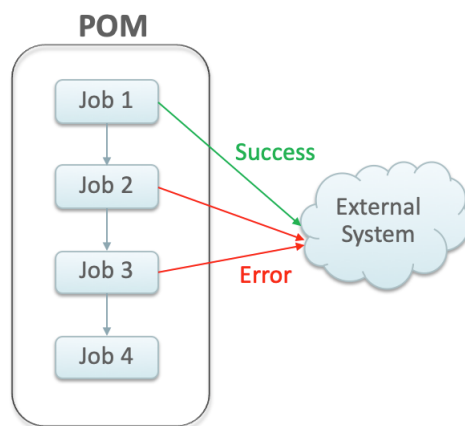 POM
Job 1
Success
Job 2
External
System
Job 3
Error
Job 4